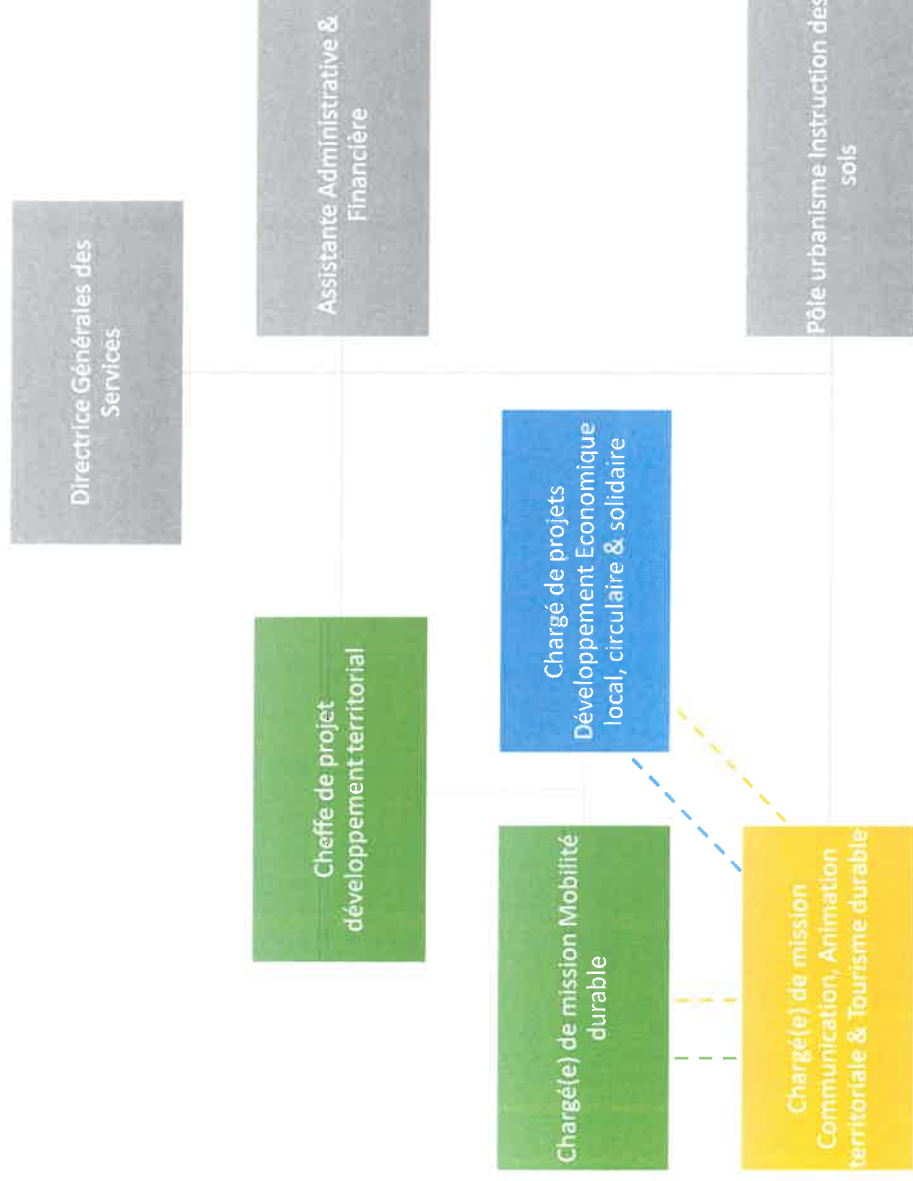 Directrice Générales des
Services
Cheffe de projet
développement territorial
Assistante Administrative &
Financière
Chargé(e) de mission Mobilité
durable
Chargé de projets
Développement Economique
local, circulaire & solidaire
Chargé(e) de mission
Communication, Animation
territoriale & Tourisme durable
Pôle urbanisme Instruction des
sols